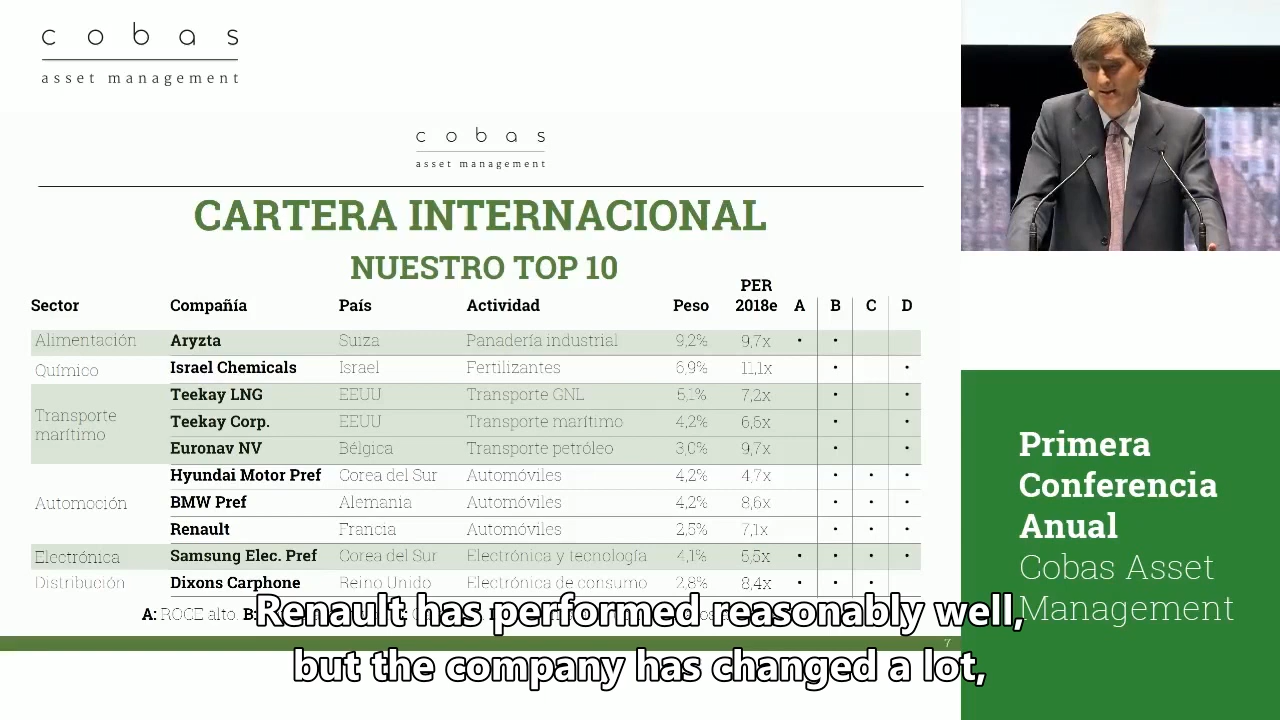 cobas
asset management
cobas
asset management
CARTERA INTERNACIONAL
NUESTRO TOP 10
Sector Compañía País Actividad Peso PER 2018e A B C D
Alimentación Aryzta Suiza Panadería industrial 9,2% 9,7x • •
Químico Israel Chemicals Israel Fertilizantes 6,9% 11,1x • •
Transporte marítimo
Teekay LNG EEUU Transporte GNL 7,2x • •
Teekay Corp. EEUU Transporte marítimo 4,2% 6,5x • •
Euronav NV Bélgica Transporte petróleo 3,0% 9,7x • •
Automoción
Hyundai Motor Pref Corea del Sur Automóviles 4,2% 4,7x • • •
BMW Pref Alemania Automóviles 4,2% 8,6x • • •
Renault Francia Automóviles 2,5% 7,1x • • •
Electrónica Samsung Elec. Pref Corea del Sur Electrónica y tecnología 4,1% 5,5x • • • •
Distribución Dixons Carphone Reino Unido Electrónica de consumo 2,8% 8,4x • • •
A: ROCE alto. B:
7
Primera
Conferencia
Anual
Cobas Asset
Management
Renault has performed reasonably well,
but the company has changed a lot,